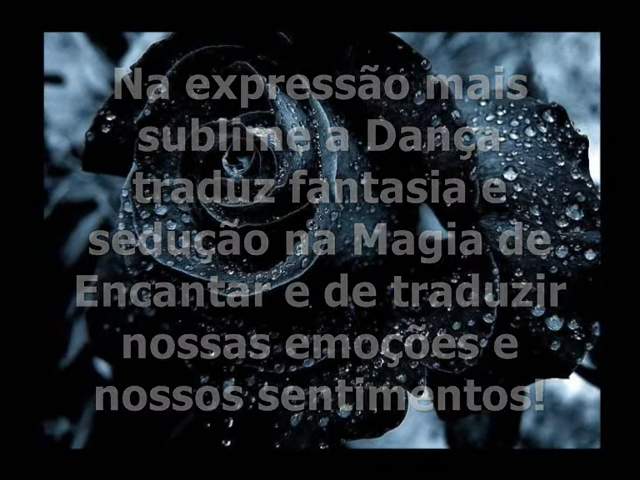 Na expressão mais
sublime a Dança
traduz fantasia e
sedução na Magia de
Encantar e de traduzir
nossas emoções e
nossos sentimentos!